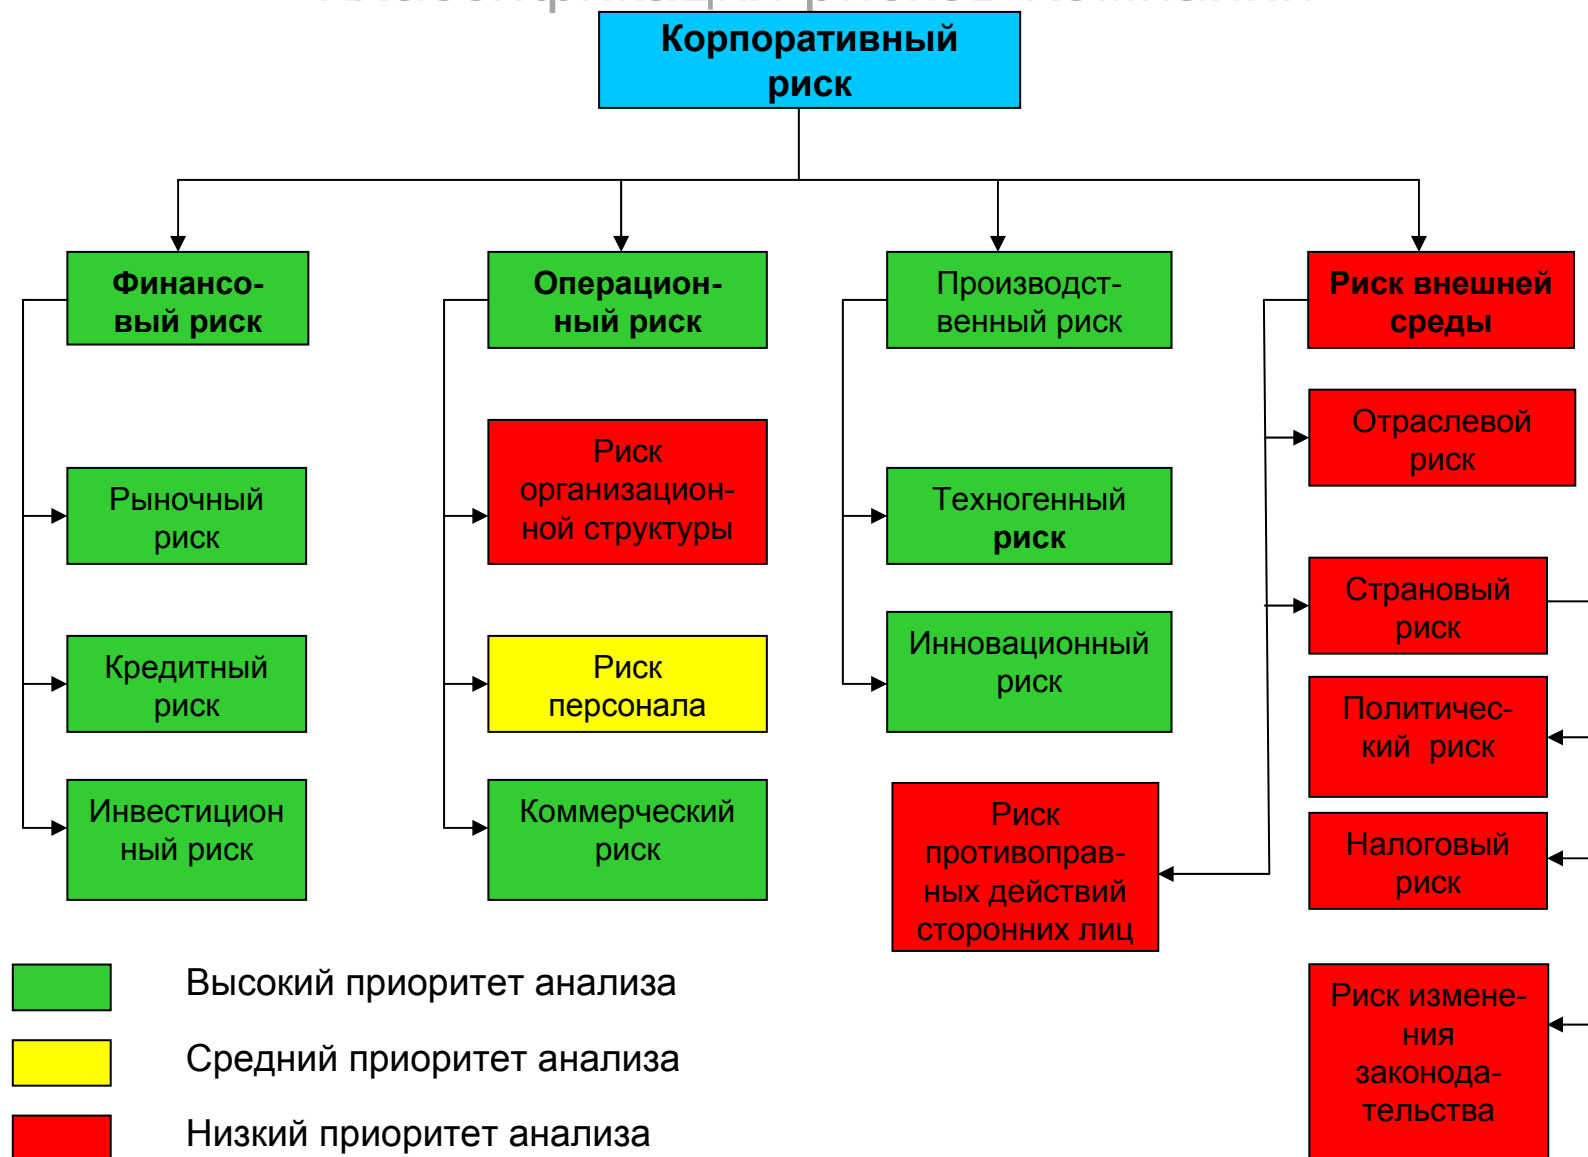 Корпоративный
риск
Финансо-
вый риск
Операцион-
ный риск
Производст-
венный риск
Риск внешней
среды
Рыночный
риск
Кредитный
риск
Инвестицион
ный риск
Риск
организацион-
ной структуры
Риск
персонала
Коммерческий
риск
Техногенный
риск
Инновационный
риск
Риск
противоправ-
ных действий
сторонних лиц
Отраслевой
риск
Страновый
риск
Политичес-
кий риск
Налоговый
риск
Риск измене-
ния
законода-
тельства
Высокий приоритет анализа
Средний приоритет анализа
Низкий приоритет анализа